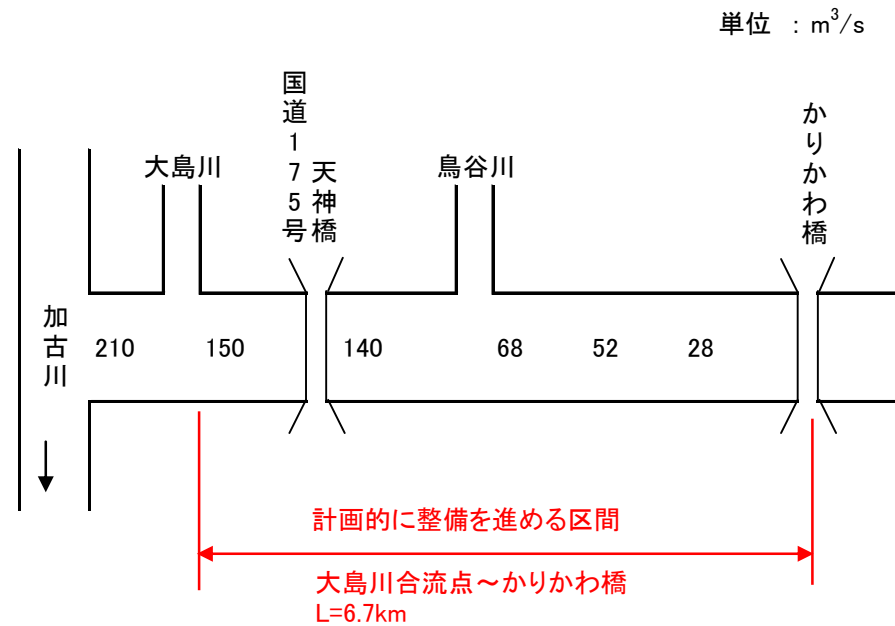 単位 : m³/s
国道175号
天神橋
大島川
鳥谷川
かりかわ橋
加古川
210
150
140
68
52
28
計画的に整備を進める区間
大島川合流点～かりかわ橋
L=6.7km